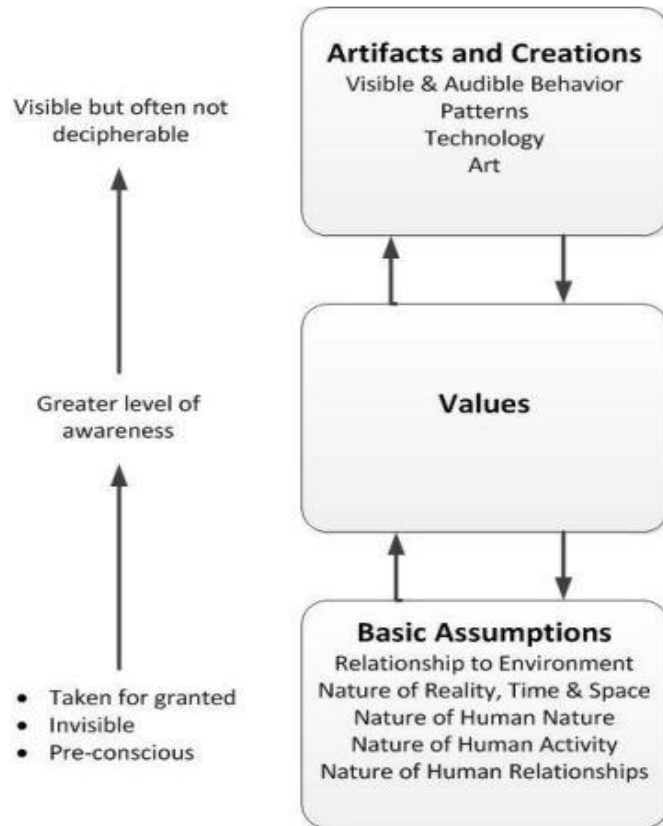 Artifacts and Creations
Visible & Audible Behavior
Patterns
Technology
Art
Visible but often not
decipherable
Values
Greater level of
awareness
Basic Assumptions
Relationship to Environment
Nature of Reality, Time & Space
Nature of Human Nature
Nature of Human Activity
Nature of Human Relationships
• Taken for granted
• Invisible
• Pre-conscious